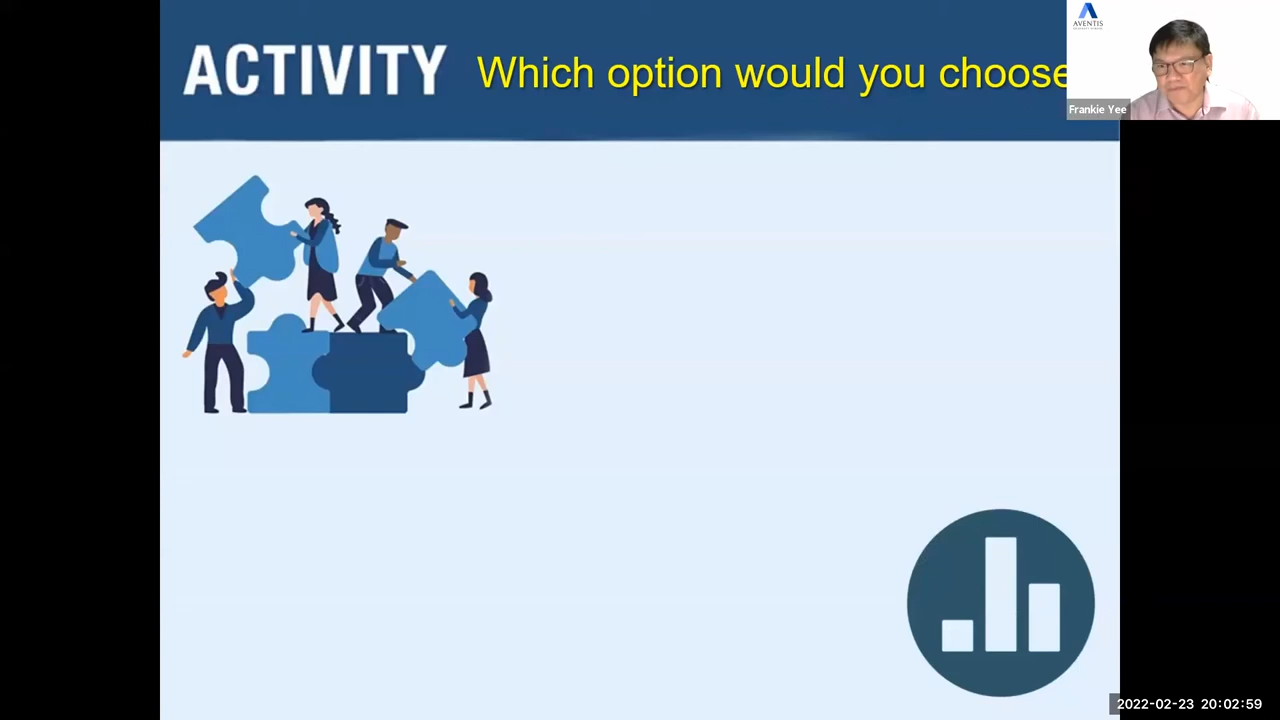 ACTIVITY Which option would you choose
AVENTIS
Frankie Yee
2022-02-23 20:02:59